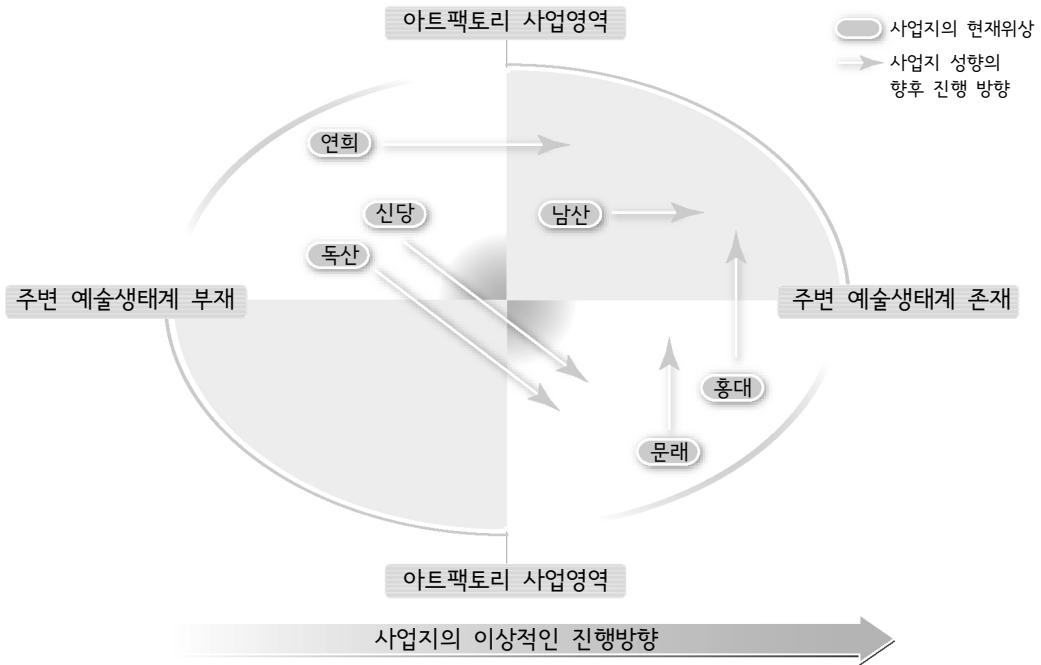 아트팩토리 사업영역
사업지의 현재위상
사업지 성향의
향후 진행 방향
연희
신당
남산
독산
주변 예술생태계 부재
주변 예술생태계 존재
홍대
문래
아트팩토리 사업영역
사업지의 이상적인 진행방향